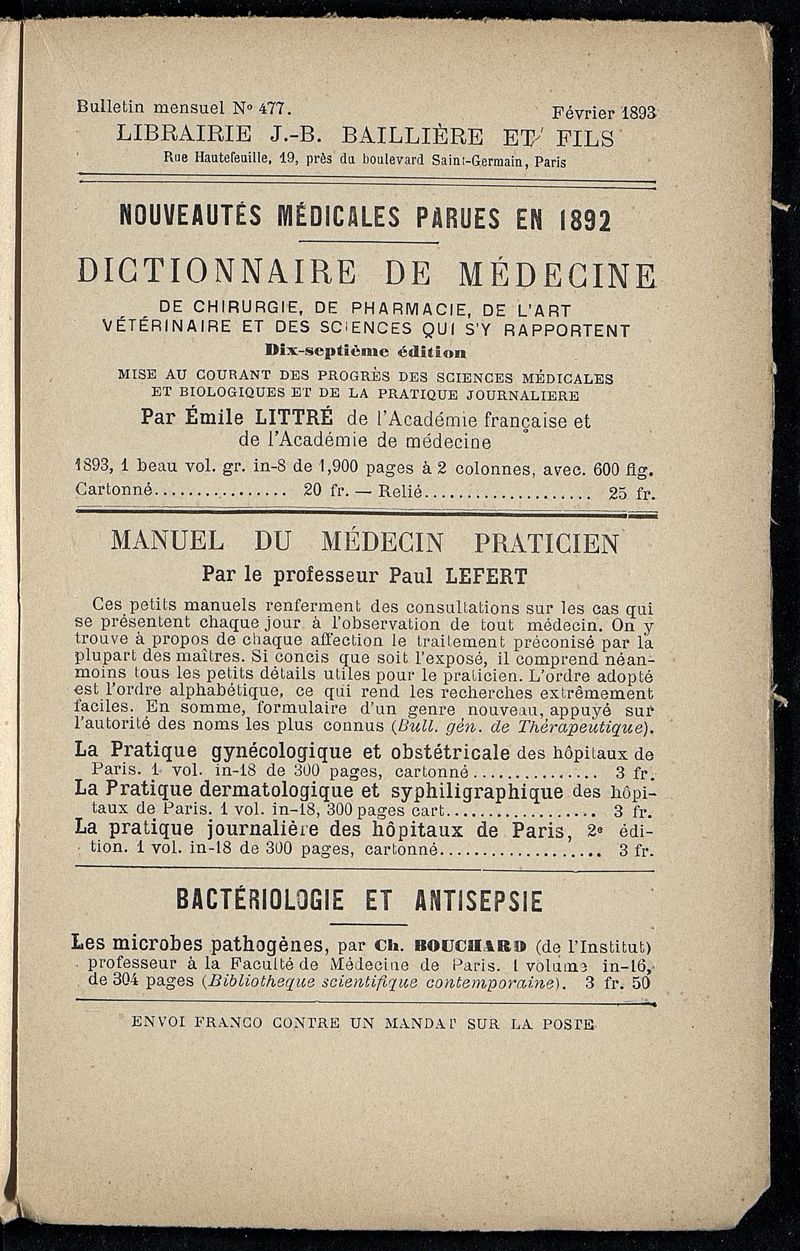 Bulletin mensuel No 477.
Février 1893
LIBRAIRIE J.-B. BAILLIÈRE ET FILS
Rue Hautefeuille, 19, près du boulevard Saint-Germain, Paris
NOUVEAUTÉS MÉDICALES PARUES EN 1892
DICTIONNAIRE DE MÉDECINE
DE CHIRURGIE, DE PHARMACIE, DE L'ART
VÉTÉRINAIRE ET DES SCIENCES QUI S'Y RAPPORTENT
Dix-septième édition
MISE AU COURANT DES PROGRÈS DES SCIENCES MÉDICALES
ET BIOLOGIQUES ET DE LA PRATIQUE JOURNALIERE
Par Émile LITTRÉ de l'Académie française et
de l'Académie de médecine
1893, 1 beau vol. gr. in-8 de 1,900 pages à 2 colonnes, avec. 600 fig.
Cartonné................ 20 fr. — Relié.................... 25 fr.
MANUEL DU MÉDECIN PRATICIEN
Par le professeur Paul LEFERT
Ces petits manuels renferment des consultations sur les cas qui
se présentent chaque jour à l'observation de tout médecin. On y
trouve à propos de chaque affection le traitement préconisé par la
plupart des maîtres. Si concis que soit l'exposé, il comprend néan-
moins tous les petits détails utiles pour le praticien. L'ordre adopté
est l'ordre alphabétique, ce qui rend les recherches extrêmement
faciles. En somme, formulaire d'un genre nouveau, appuyé sur
l'autorité des noms les plus connus (Bull. gén. de Thérapeutique).
La Pratique gynécologique et obstétricale des hôpitaux de
Paris. 1 vol. in-18 de 300 pages, cartonné............... 3 fr.
La Pratique dermatologique et syphiligraphique des hôpi-
taux de Paris. 1 vol. in-18, 300 pages cart.................. 3 fr.
La pratique journalière des hôpitaux de Paris, 2e édi-
tion. 1 vol. in-18 de 300 pages, cartonné................... 3 fr.
BACTÉRIOLOGIE ET ANTISEPSIE
Les microbes pathogènes, par Ch. BOUCHARD (de l'Institut)
professeur à la Faculté de Médecine de Paris. 1 volume in-16,
de 304 pages (Bibliotheque scientifique contemporaine). 3 fr. 50
ENVOI FRANCO CONTRE UN MANDAT SUR LA POSTE